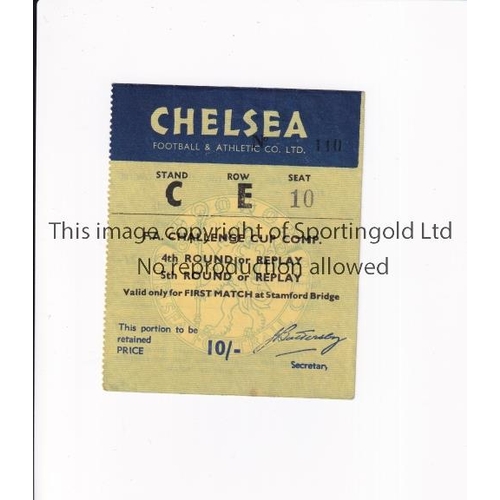 CHELSEA
FOOTBALL & ATHLETIC CO. LTD. 110
STAND ROW SEAT
C E 10
This image copyright of Sportingold Ltd
F.A. CHALLENGE CUP COMP.
4th ROUND or REPLAY
No reproduction allowed
5th ROUND or REPLAY
Valid only for FIRST MATCH at Stamford Bridge
This portion to be
retained
PRICE 10/-
Secretary